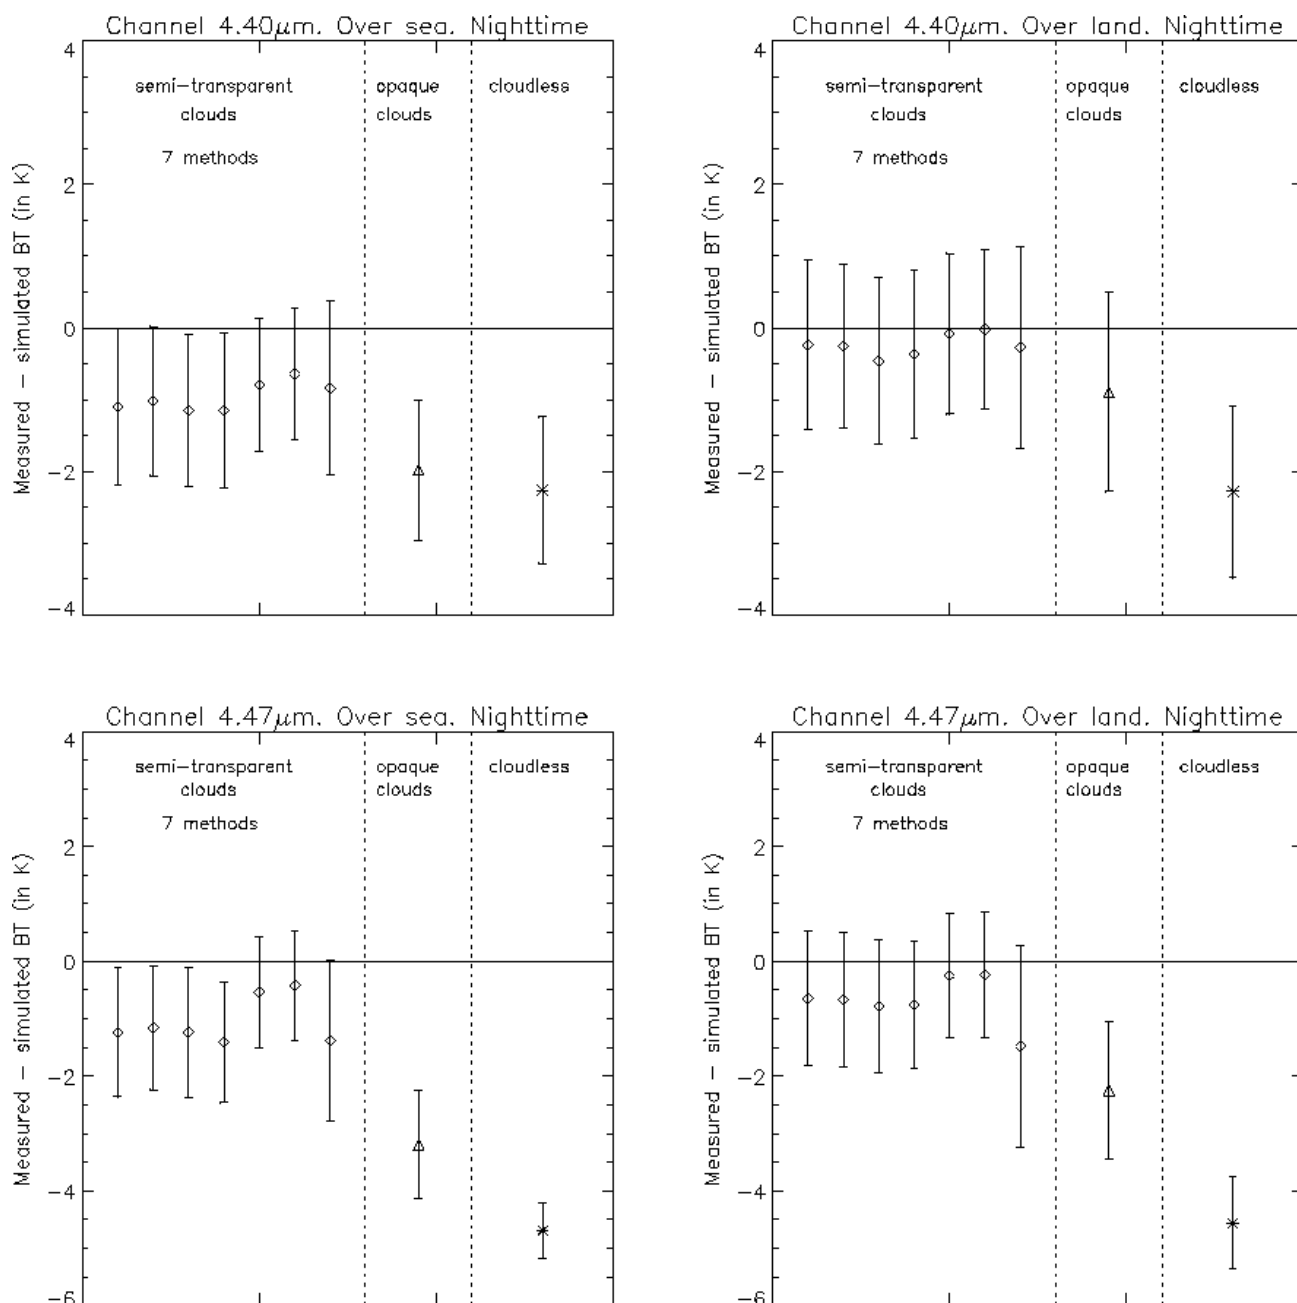 Channel 4.40μm. Over sea. Nighttime
4
semi-transparent
clouds
opaque
clouds
cloudless
7 methods
2
0
-2
-4
Measured - simulated BT (in K)
Channel 4.40μm. Over land. Nighttime
4
semi-transparent
clouds
opaque
clouds
cloudless
7 methods
2
0
-2
-4
Measured - simulated BT (in K)
Channel 4.47μm. Over sea. Nighttime
4
semi-transparent
clouds
opaque
clouds
cloudless
7 methods
2
0
-2
-4
-6
Measured - simulated BT (in K)
Channel 4.47μm. Over land. Nighttime
4
semi-transparent
clouds
opaque
clouds
cloudless
7 methods
2
0
-2
-4
-6
Measured - simulated BT (in K)